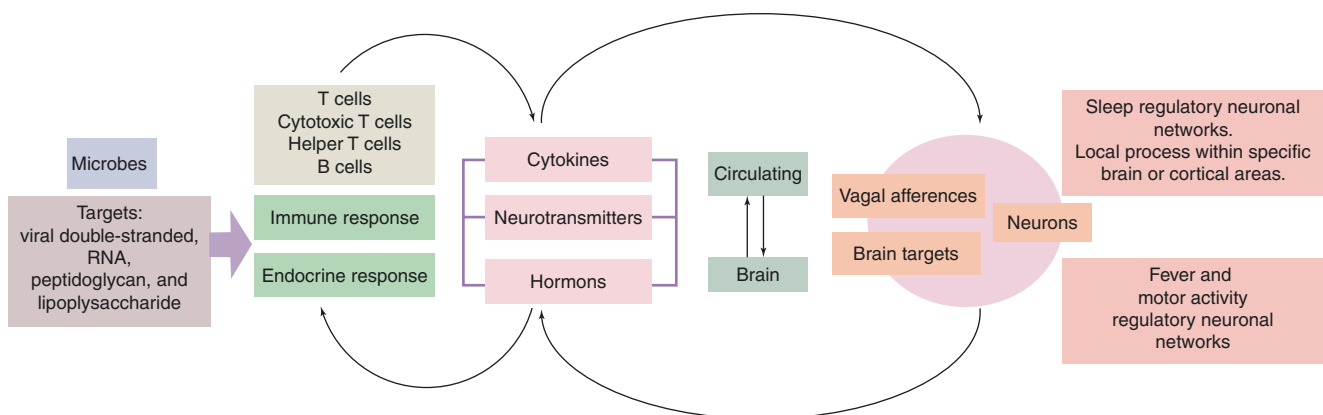 Microbes
Targets:
viral double-stranded,
RNA,
peptidoglycan, and
lipoplysaccharide
T cells
Cytotoxic T cells
Helper T cells
B cells
Immune response
Endocrine response
Cytokines
Neurotransmitters
Hormons
Circulating
Brain
Vagal afferences
Brain targets
Neurons
Sleep regulatory neuronal
networks.
Local process within specific
brain or cortical areas.
Fever and
motor activity
regulatory neuronal
networks